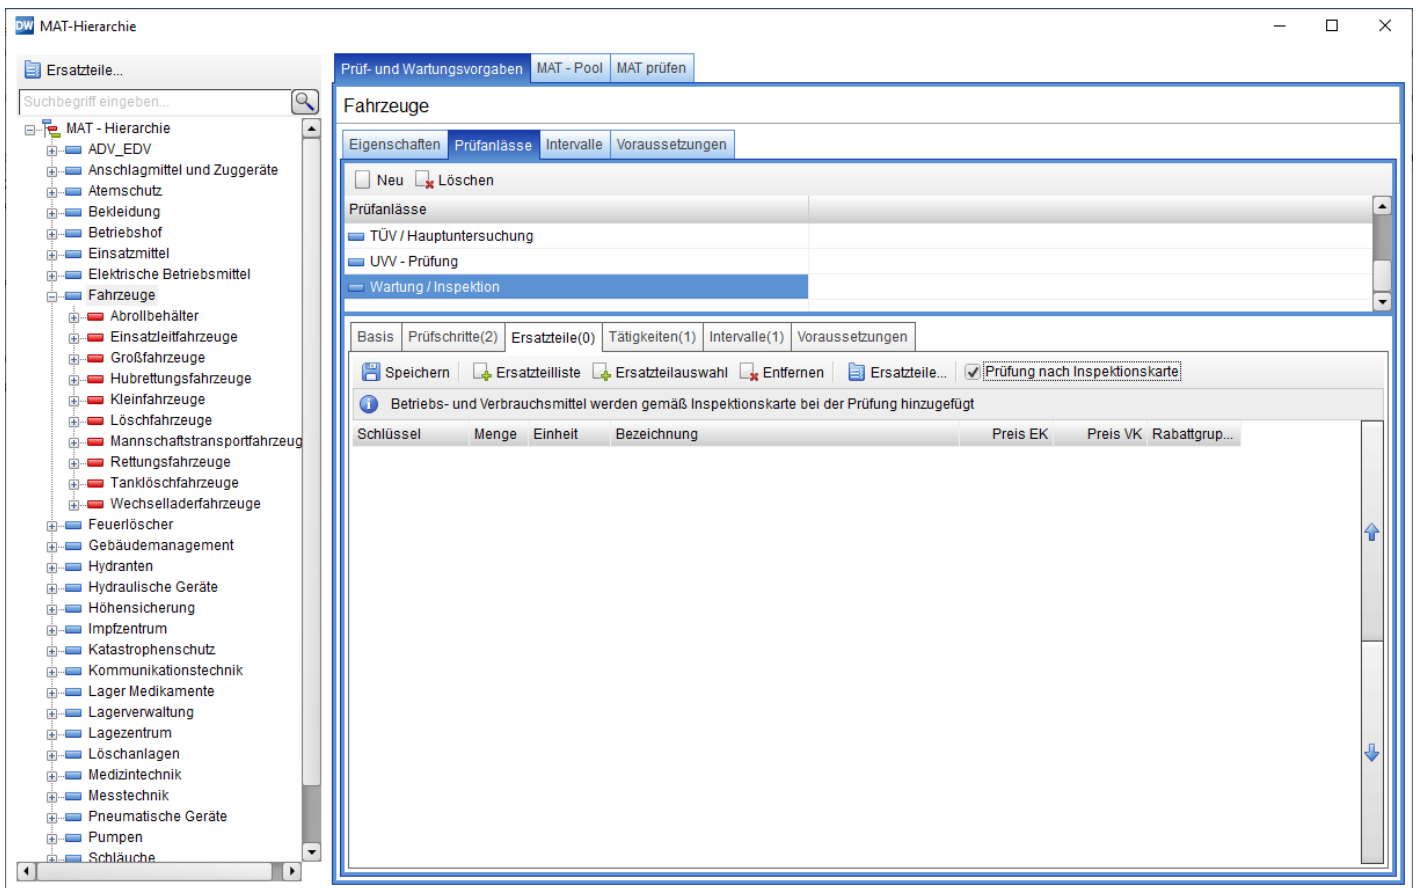 DW MAT-Hierarchie
Ersatzteile...
Suchbegriff eingeben...
MAT - Hierarchie
ADV_EDV
Anschlagmittel und Zuggeräte
Atemschutz
Bekleidung
Betriebshof
Einsatzmittel
Elektrische Betriebsmittel
Fahrzeuge
Abrollbehälter
Einsatzleitfahrzeuge
Großfahrzeuge
Hubrettungsfahrzeuge
Kleinfahrzeuge
Löschfahrzeuge
Mannschaftstransportfahrzeug
Rettungsfahrzeuge
Tanklöschfahrzeuge
Wechselladerfahrzeuge
Feuerlöscher
Gebäudemanagement
Hydranten
Hydraulische Geräte
Höhensicherung
Impfzentrum
Katastrophenschutz
Kommunikationstechnik
Lager Medikamente
Lagerverwaltung
Lagezentrum
Löschanlagen
Medizintechnik
Messtechnik
Pneumatische Geräte
Pumpen
Schläuche
Prüf- und Wartungsvorgaben MAT - Pool MAT prüfen
Fahrzeuge
Eigenschaften Prüfanlässe Intervalle Voraussetzungen
Neu Löschen
Prüfanlässe
TÜV / Hauptuntersuchung
UVV - Prüfung
Wartung / Inspektion
Basis Prüfschritte(2) Ersatzteile(0) Tätigkeiten(1) Intervalle(1) Voraussetzungen
Speichern Ersatzteilliste Ersatzteilauswahl Entfernen Ersatzteile... Prüfung nach Inspektionskarte
Betriebs- und Verbrauchsmittel werden gemäß Inspektionskarte bei der Prüfung hinzugefügt
Schlüssel Menge Einheit Bezeichnung Preis EK Preis VK Rabattgrup...